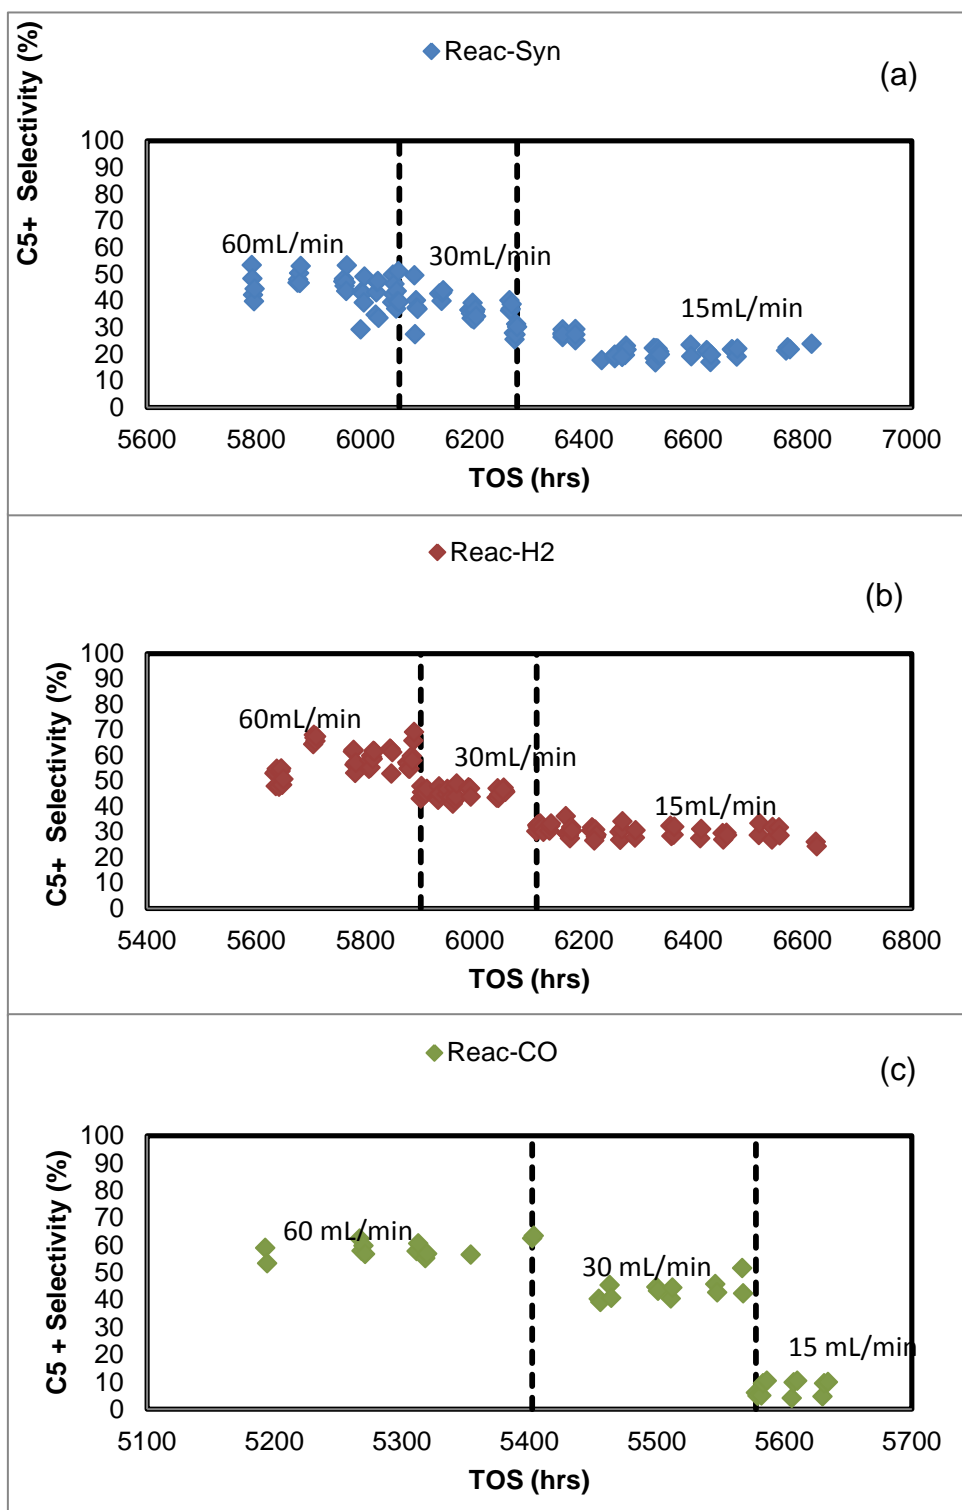 Reac-Syn
(a)
C5+ Selectivity (%)
100
90
80
70
60
50
40
30
20
10
0
60mL/min
30mL/min
15mL/min
5600 5800 6000 6200 6400 6600 6800 7000
TOS (hrs)
Reac-H2
(b)
C5+ Selectivity (%)
100
90
80
70
60
50
40
30
20
10
0
60mL/min
30mL/min
15mL/min
5400 5600 5800 6000 6200 6400 6600 6800
TOS (hrs)
Reac-CO
(c)
C5 + Selectivity (%)
100
90
80
70
60
50
40
30
20
10
0
60 mL/min
30 mL/min
15 mL/min
5100 5200 5300 5400 5500 5600 5700
TOS (hrs)